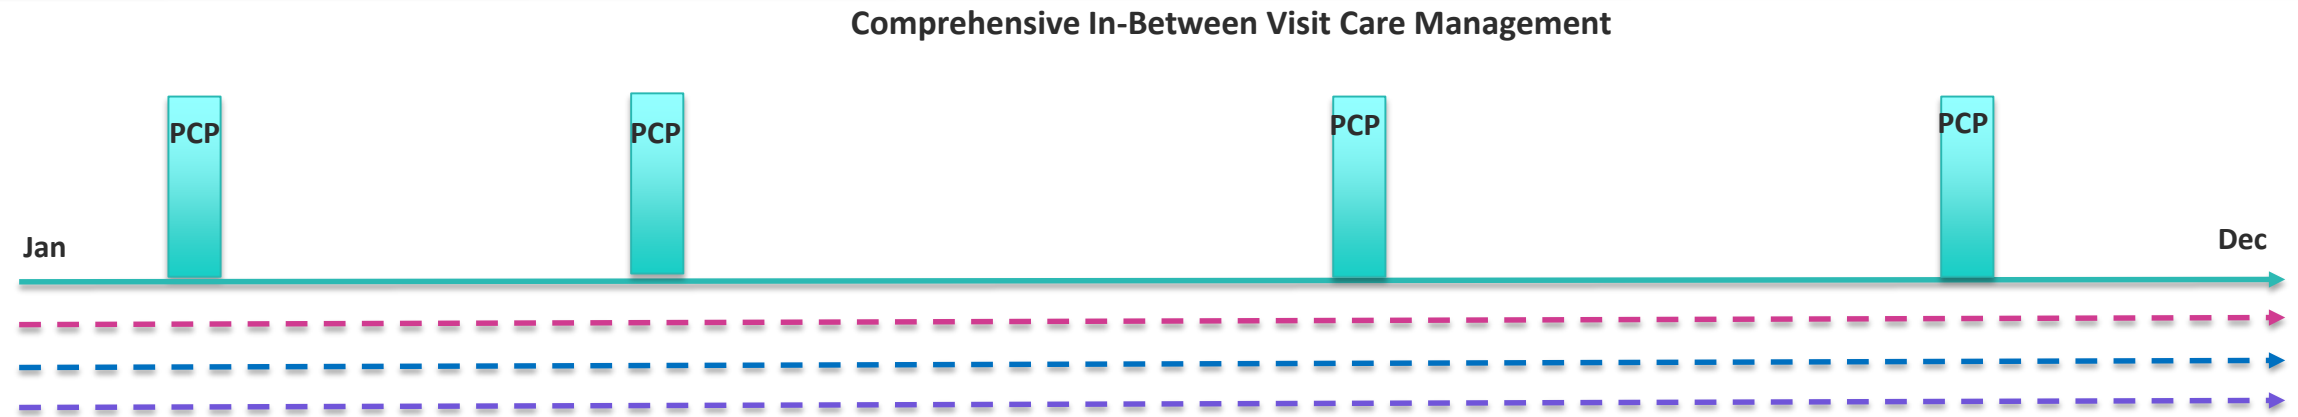 Comprehensive In-Between Visit Care Management
PCP
PCP
PCP
PCP
Jan
Dec